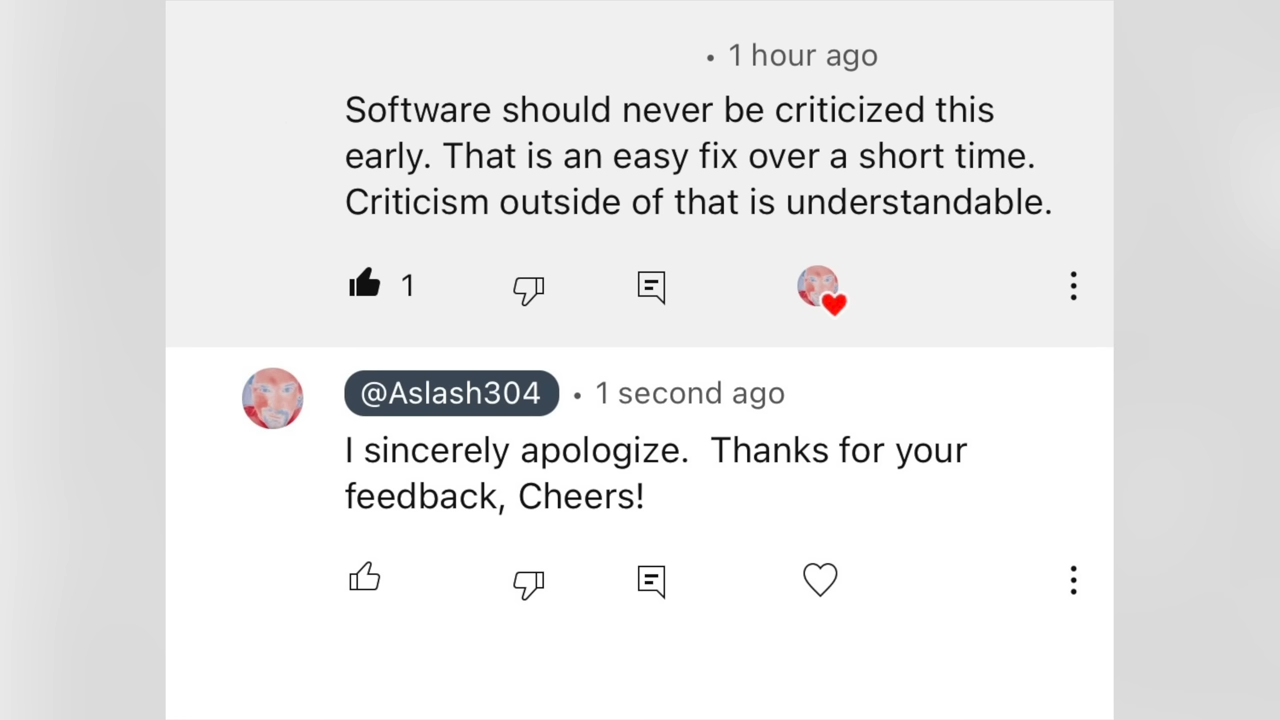 • 1 hour ago
Software should never be criticized this
early. That is an easy fix over a short time.
Criticism outside of that is understandable.
1
@Aslash304 • 1 second ago
I sincerely apologize.  Thanks for your
feedback, Cheers!